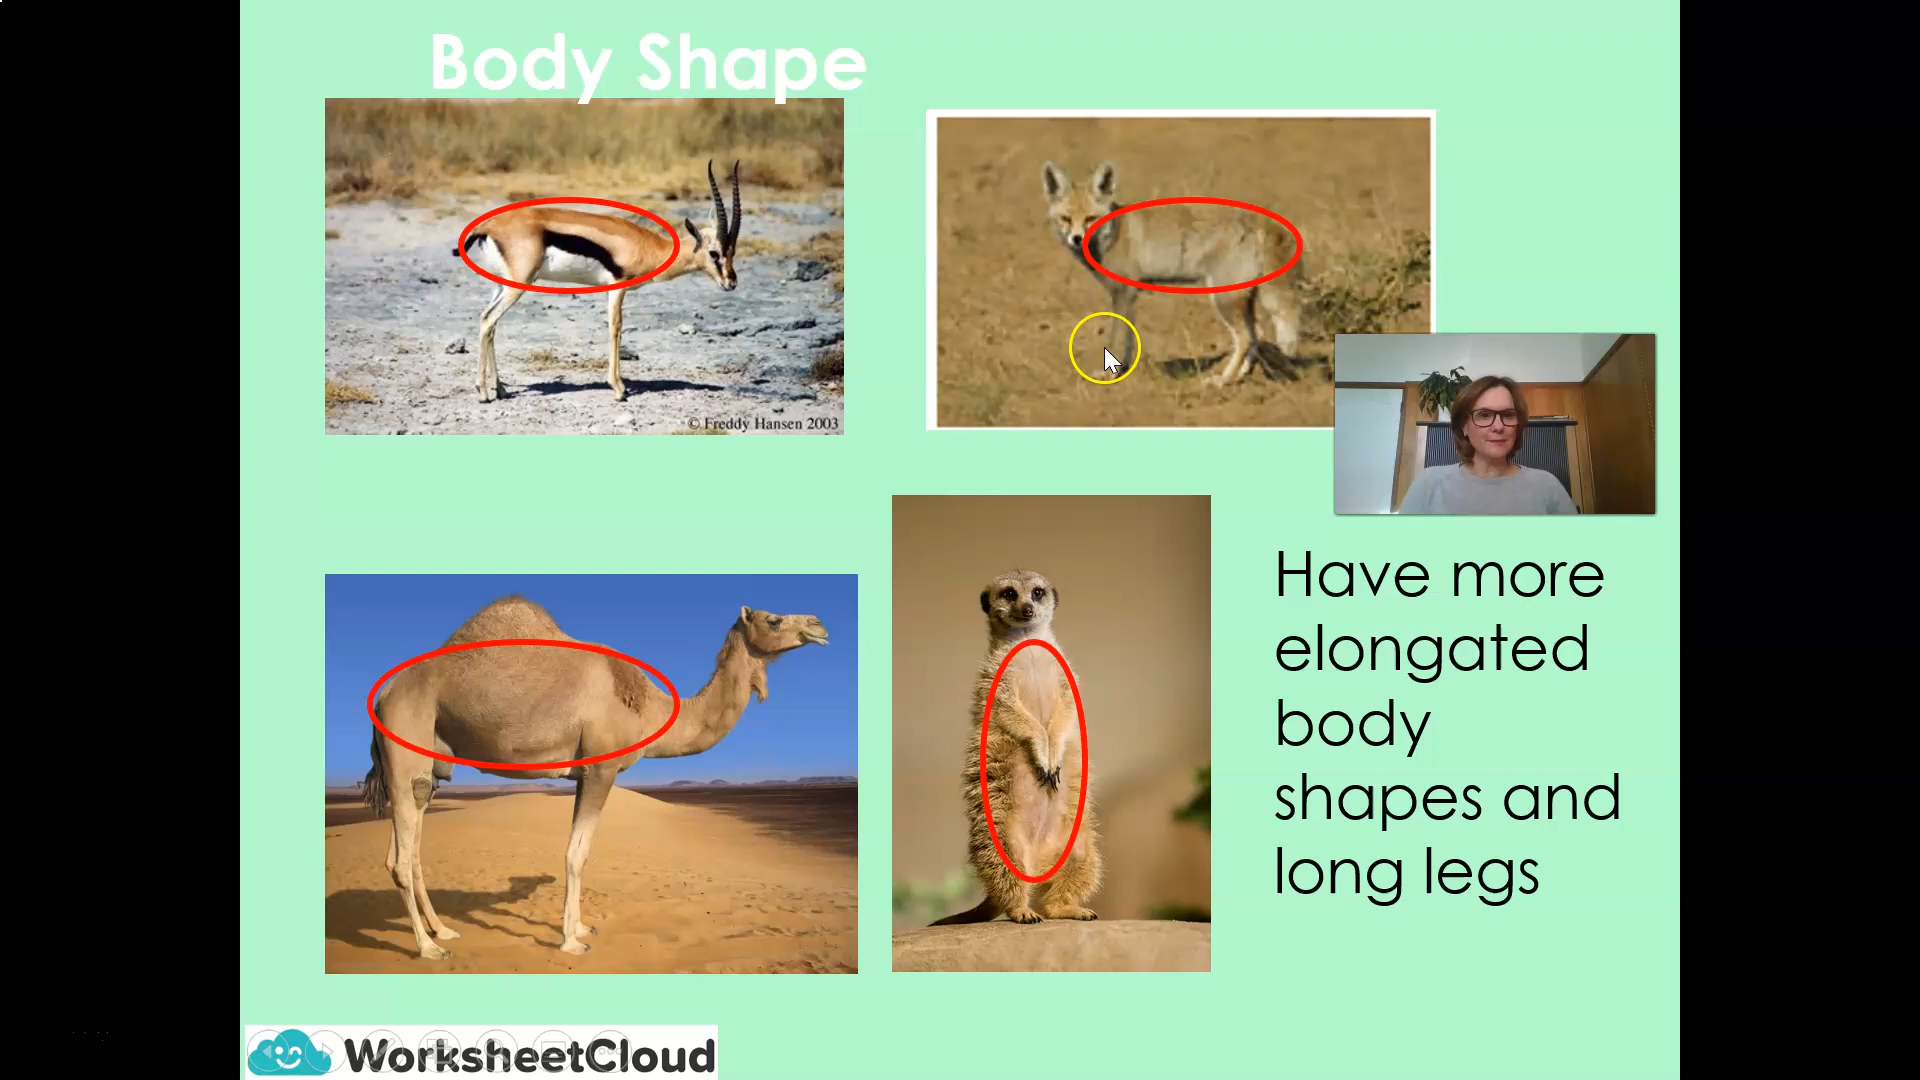 Body Shape
© Freddy Hansen 2003
Have more
elongated
body
shapes and
long legs
WorksheetCloud